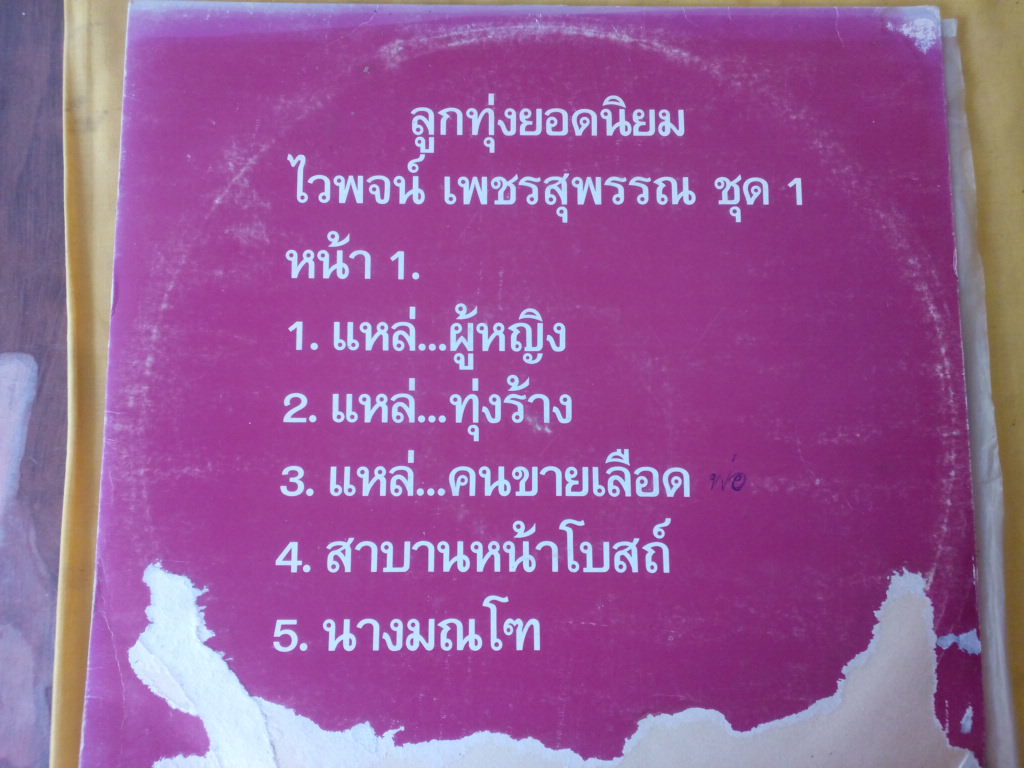 ลูกทุ่งยอดนิยม
ไวพจน์ เพชรสุพรรณ ชุด 1
หน้า 1.
1. แหล่...ผู้หญิง
2. แหล่...ทุ่งร้าง
3. แหล่...คนขายเลือด พ่อ
4. สาบานหน้าโบสถ์
5. นางมณโฑ